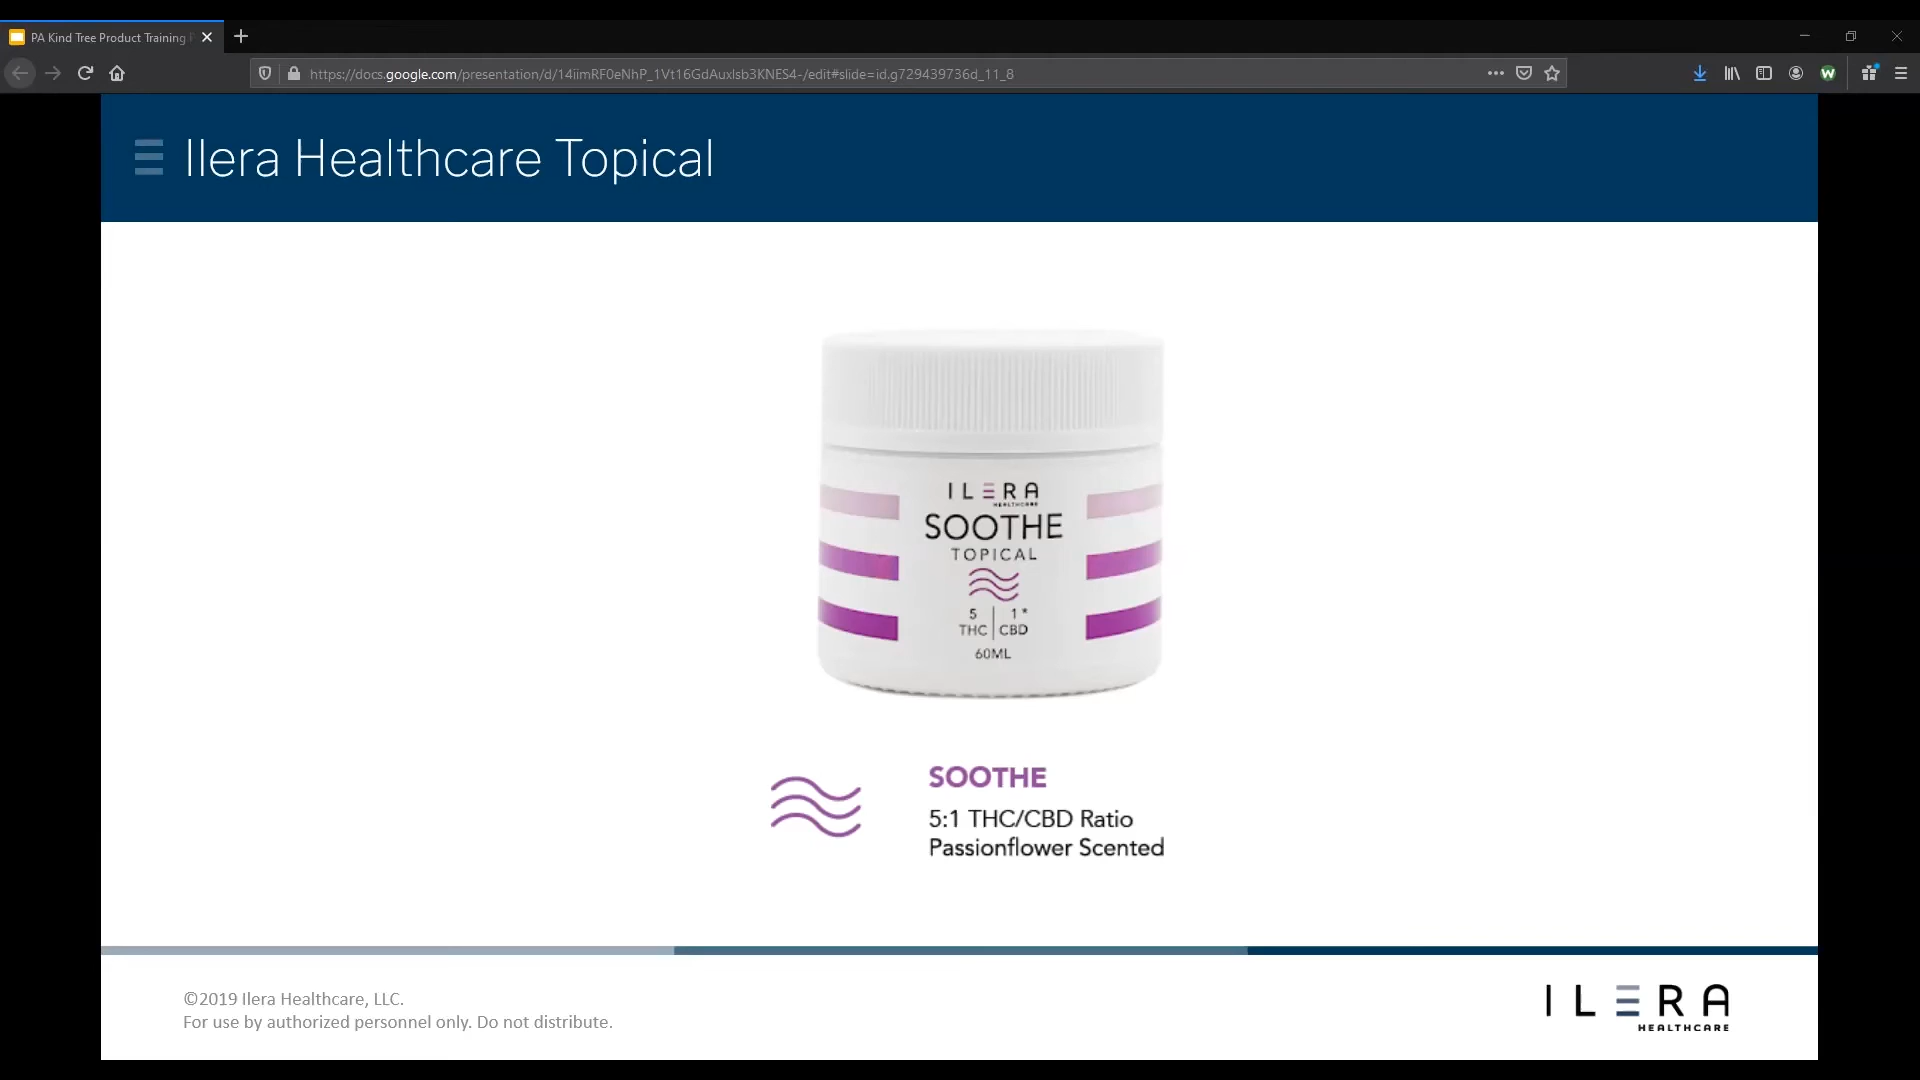 PA Kind Tree Product Training
https://docs.google.com/presentation/d/14iimRF0eNhP_1Vt16GdAuxlsb3KNES4-/edit#slide=id.g729439736d_11_8
Ilera Healthcare Topical
ILERA
HEALTHCARE
SOOTHE
TOPICAL
5 | 1*
THC | CBD
60ML
SOOTHE
5:1 THC/CBD Ratio
Passionflower Scented
©2019 Ilera Healthcare, LLC.
For use by authorized personnel only. Do not distribute.
ILERA
HEALTHCARE